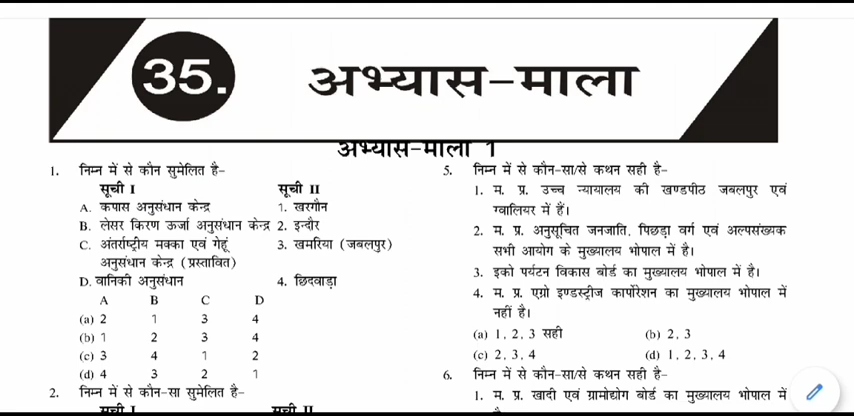 35.
अभ्यास-माला
अभ्यास-माला 1
1. निम्न में से कौन सुमेलित है-
सूची I सूची II
A. कपास अनुसंधान केन्द्र 1. खरगौन
B. लेसर किरण ऊर्जा अनुसंधान केन्द्र 2. इन्दौर
C. अंतर्राष्ट्रीय मक्का एवं गेहूं 3. खमरिया (जबलपुर)
अनुसंधान केन्द्र (प्रस्तावित)
D. वानिकी अनुसंधान 4. छिदवाड़ा
A B C D
(a) 2 1 3 4
(b) 1 2 3 4
(c) 3 4 1 2
(d) 4 3 2 1
2. निम्न में से कौन-सा सुमेलित है-
सूची I सूची II
5. निम्न में से कौन-सा/से कथन सही है-
1. म. प्र. उच्च न्यायालय की खण्डपीठ जबलपुर एवं
ग्वालियर में हैं।
2. म. प्र. अनुसूचित जनजाति, पिछड़ा वर्ग एवं अल्पसंख्यक
सभी आयोग के मुख्यालय भोपाल में है।
3. इको पर्यटन विकास बोर्ड का मुख्यालय भोपाल में है।
4. म. प्र. एग्रो इण्डस्ट्रीज कार्पोरेशन का मुख्यालय भोपाल में
नहीं है।
(a) 1, 2, 3 सही (b) 2, 3
(c) 2, 3, 4 (d) 1, 2, 3, 4
6. निम्न में से कौन-सा/से कथन सही है-
1. म. प्र. खादी एवं ग्रामोद्योग बोर्ड का मुख्यालय भोपाल में